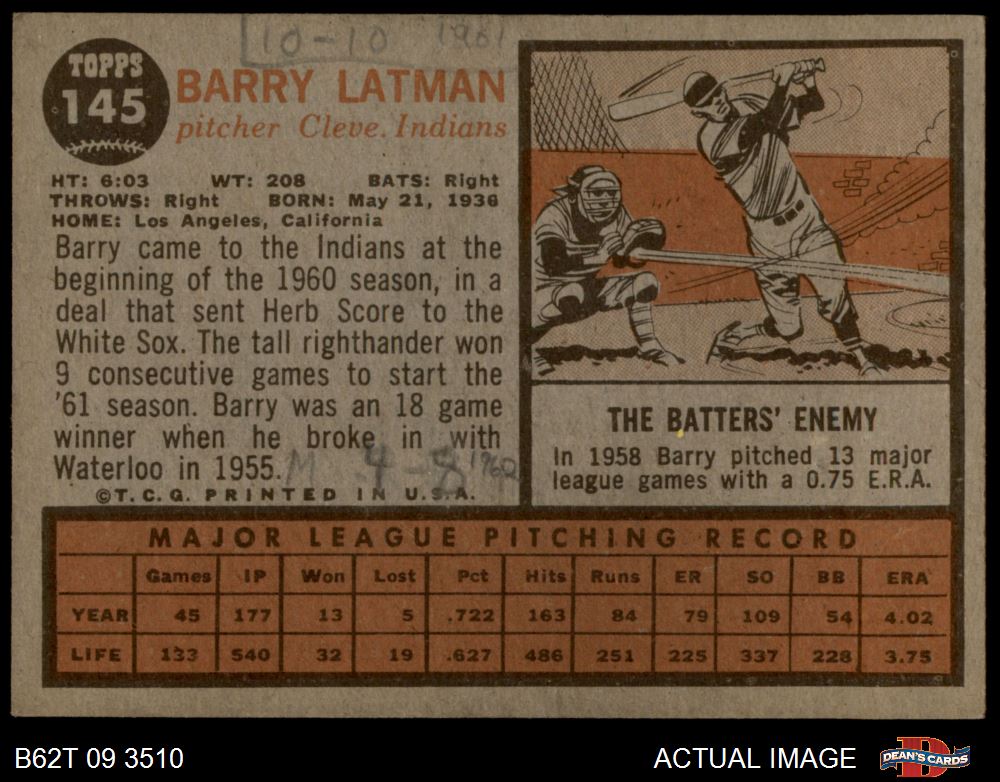 10-10 1961
TOPPS
145
BARRY LATMAN
pitcher Cleve. Indians
HT: 6:03 WT: 208 BATS: Right
THROWS: Right BORN: May 21, 1936
HOME: Los Angeles, California
Barry came to the Indians at the
beginning of the 1960 season, in a
deal that sent Herb Score to the
White Sox. The tall righthander won
9 consecutive games to start the
'61 season. Barry was an 18 game
winner when he broke in with
Waterloo in 1955.
©T.C.G. PRINTED IN U.S.A.
THE BATTERS' ENEMY
In 1958 Barry pitched 13 major
league games with a 0.75 E.R.A.
MAJOR LEAGUE PITCHING RECORD
Games IP Won Lost Pct Hits Runs ER SO BB ERA
YEAR 45 177 13 5 .722 163 84 79 109 54 4.02
LIFE 133 540 32 19 .627 486 251 225 337 228 3.75
B62T 09 3510
ACTUAL IMAGE
DEAN'S CARDS